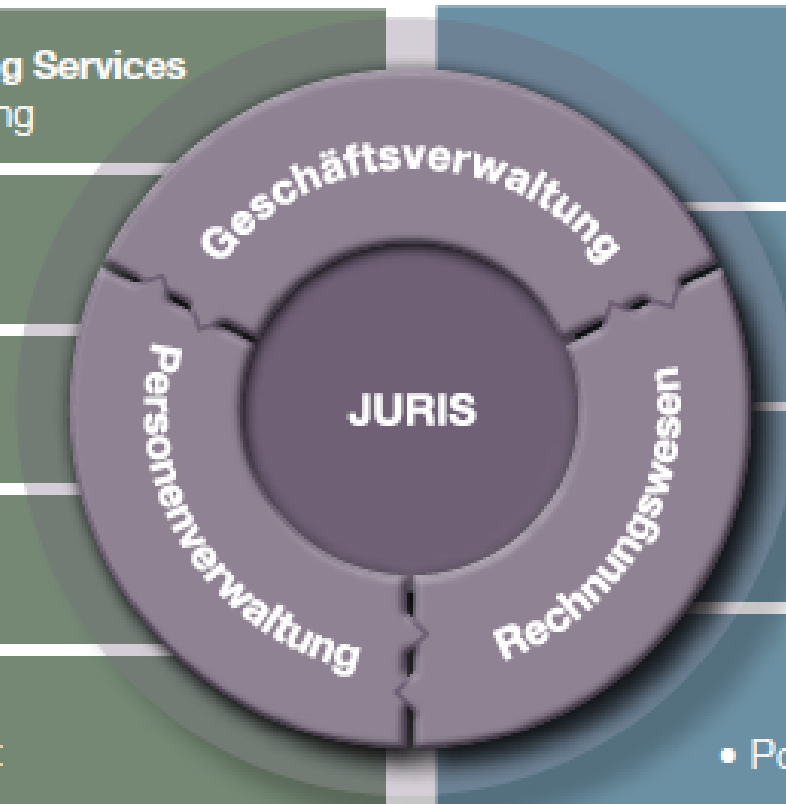 g Services
ng
Geschäftsverwaltung
Personenverwaltung
JURIS
Rechnungswesen
• Po